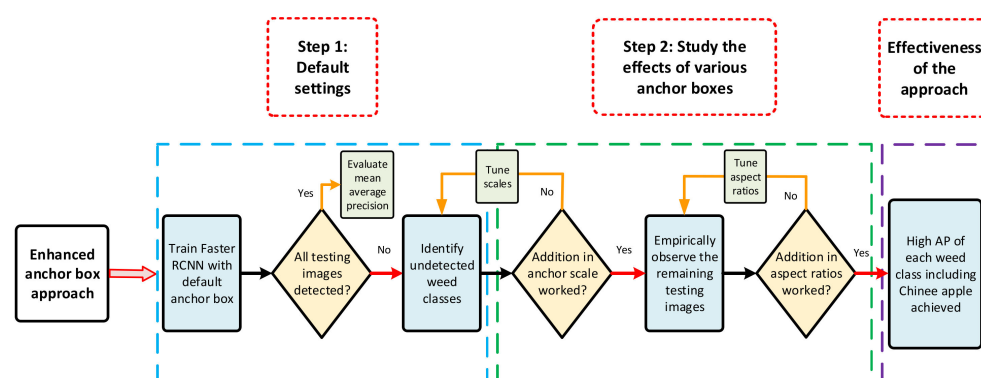 Step 1:
Default
settings
Step 2: Study the
effects of various
anchor boxes
Effectiveness
of the
approach
Enhanced
anchor box
approach
Train Faster
RCNN with
default
anchor box
All testing
images
detected?
Yes
Evaluate
mean
average
precision
No
Identify
undetected
weed
classes
Tune
scales
No
Addition in
anchor scale
worked?
Yes
Empirically
observe the
remaining
testing
images
Tune
aspect
ratios
No
Addition in
aspect ratios
worked?
Yes
High AP of
each weed
class including
Chinee apple
achieved